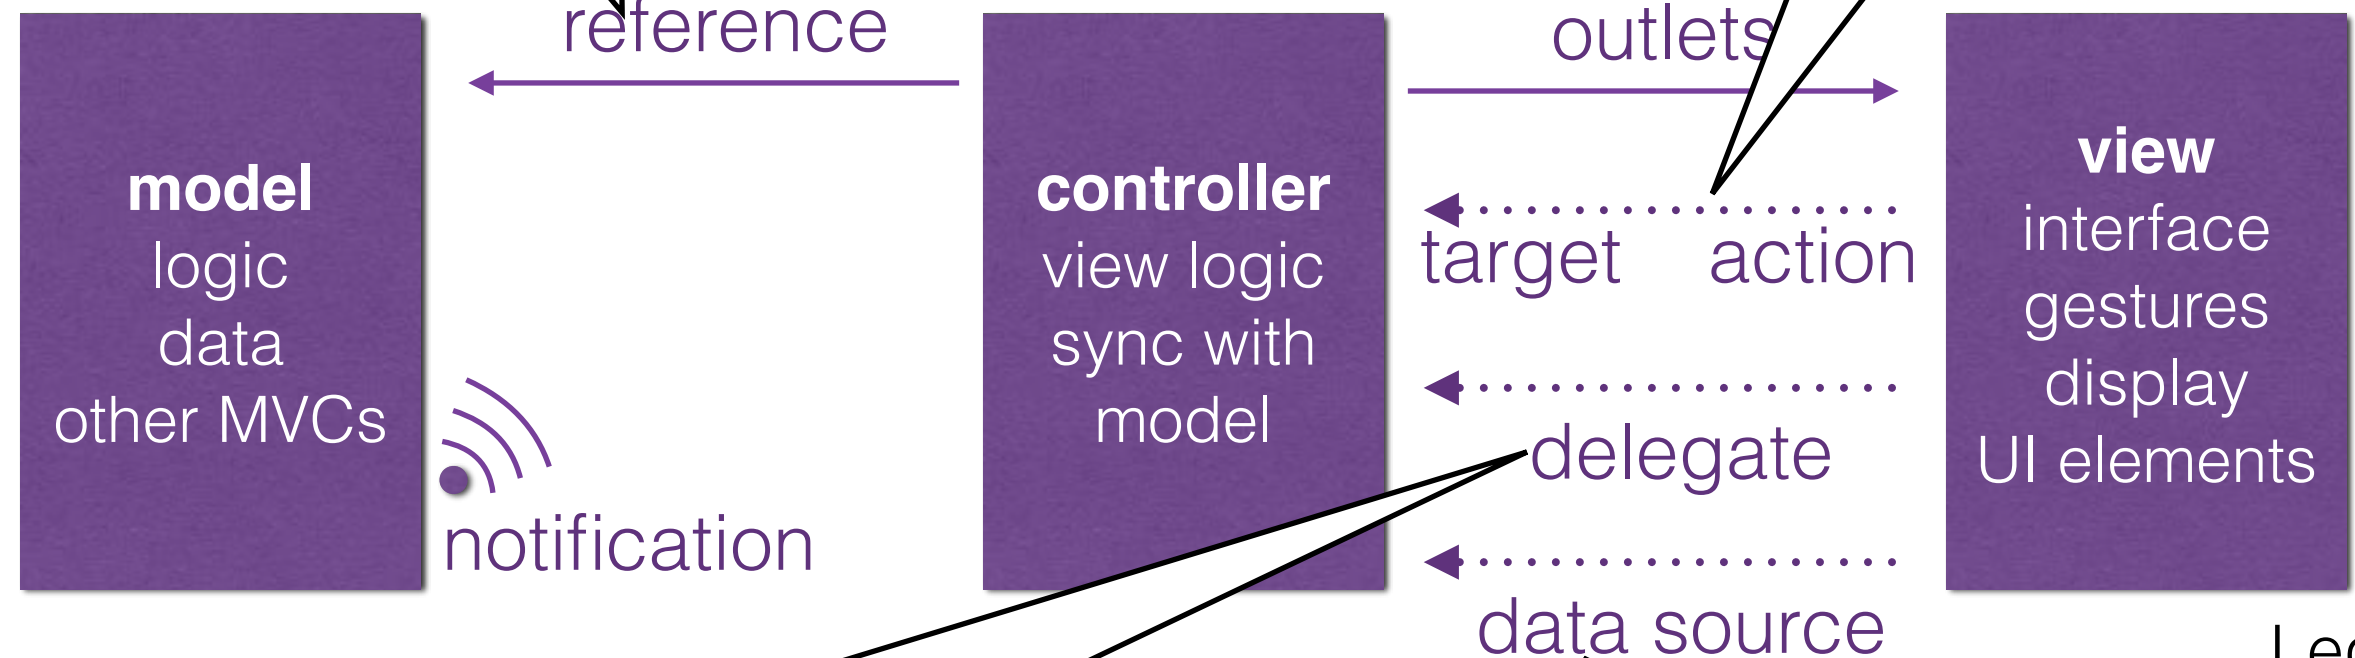 reference
outlets
model
logic
data
other MVCs
notification
controller
view logic
sync with
model
target action
delegate
data source
view
interface
gestures
display
UI elements